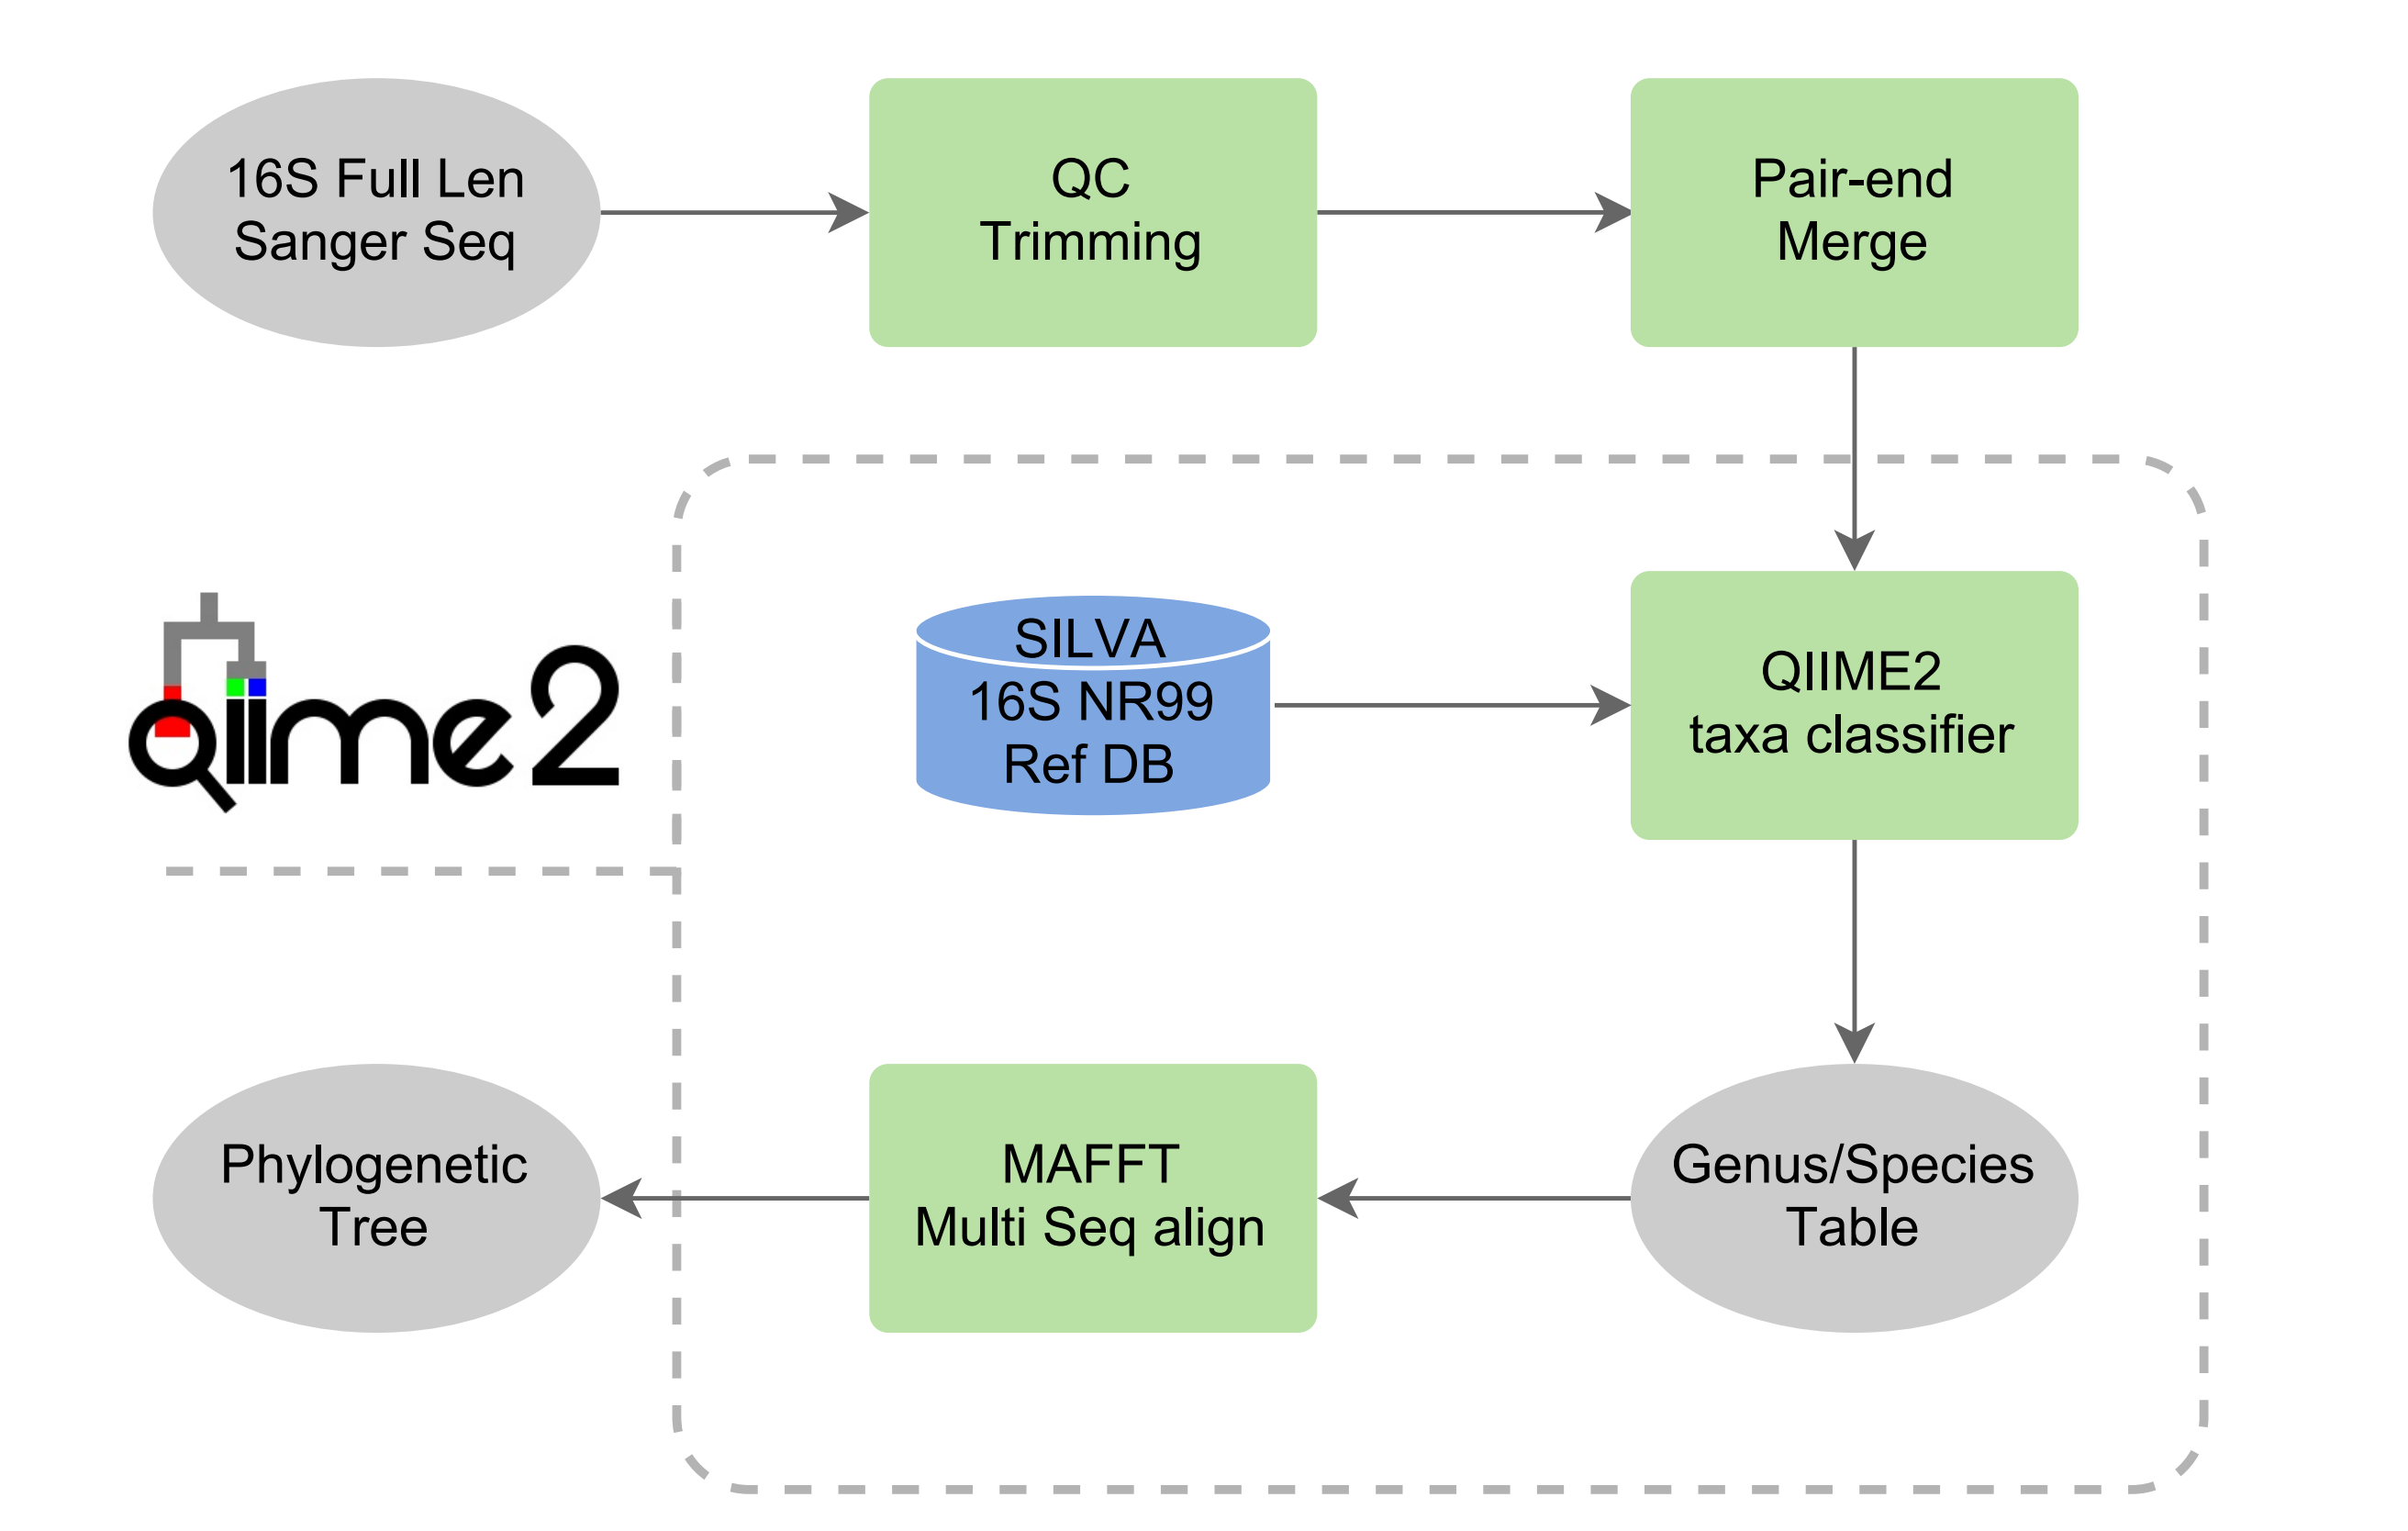 16S Full Len
Sanger Seq
QC
Trimming
Pair-end
Merge
qiime2
SILVA
16S NR99
Ref DB
QIIME2
tax classifier
Phylogenetic
Tree
MAFFT
Multi Seq align
Genus/Species
Table